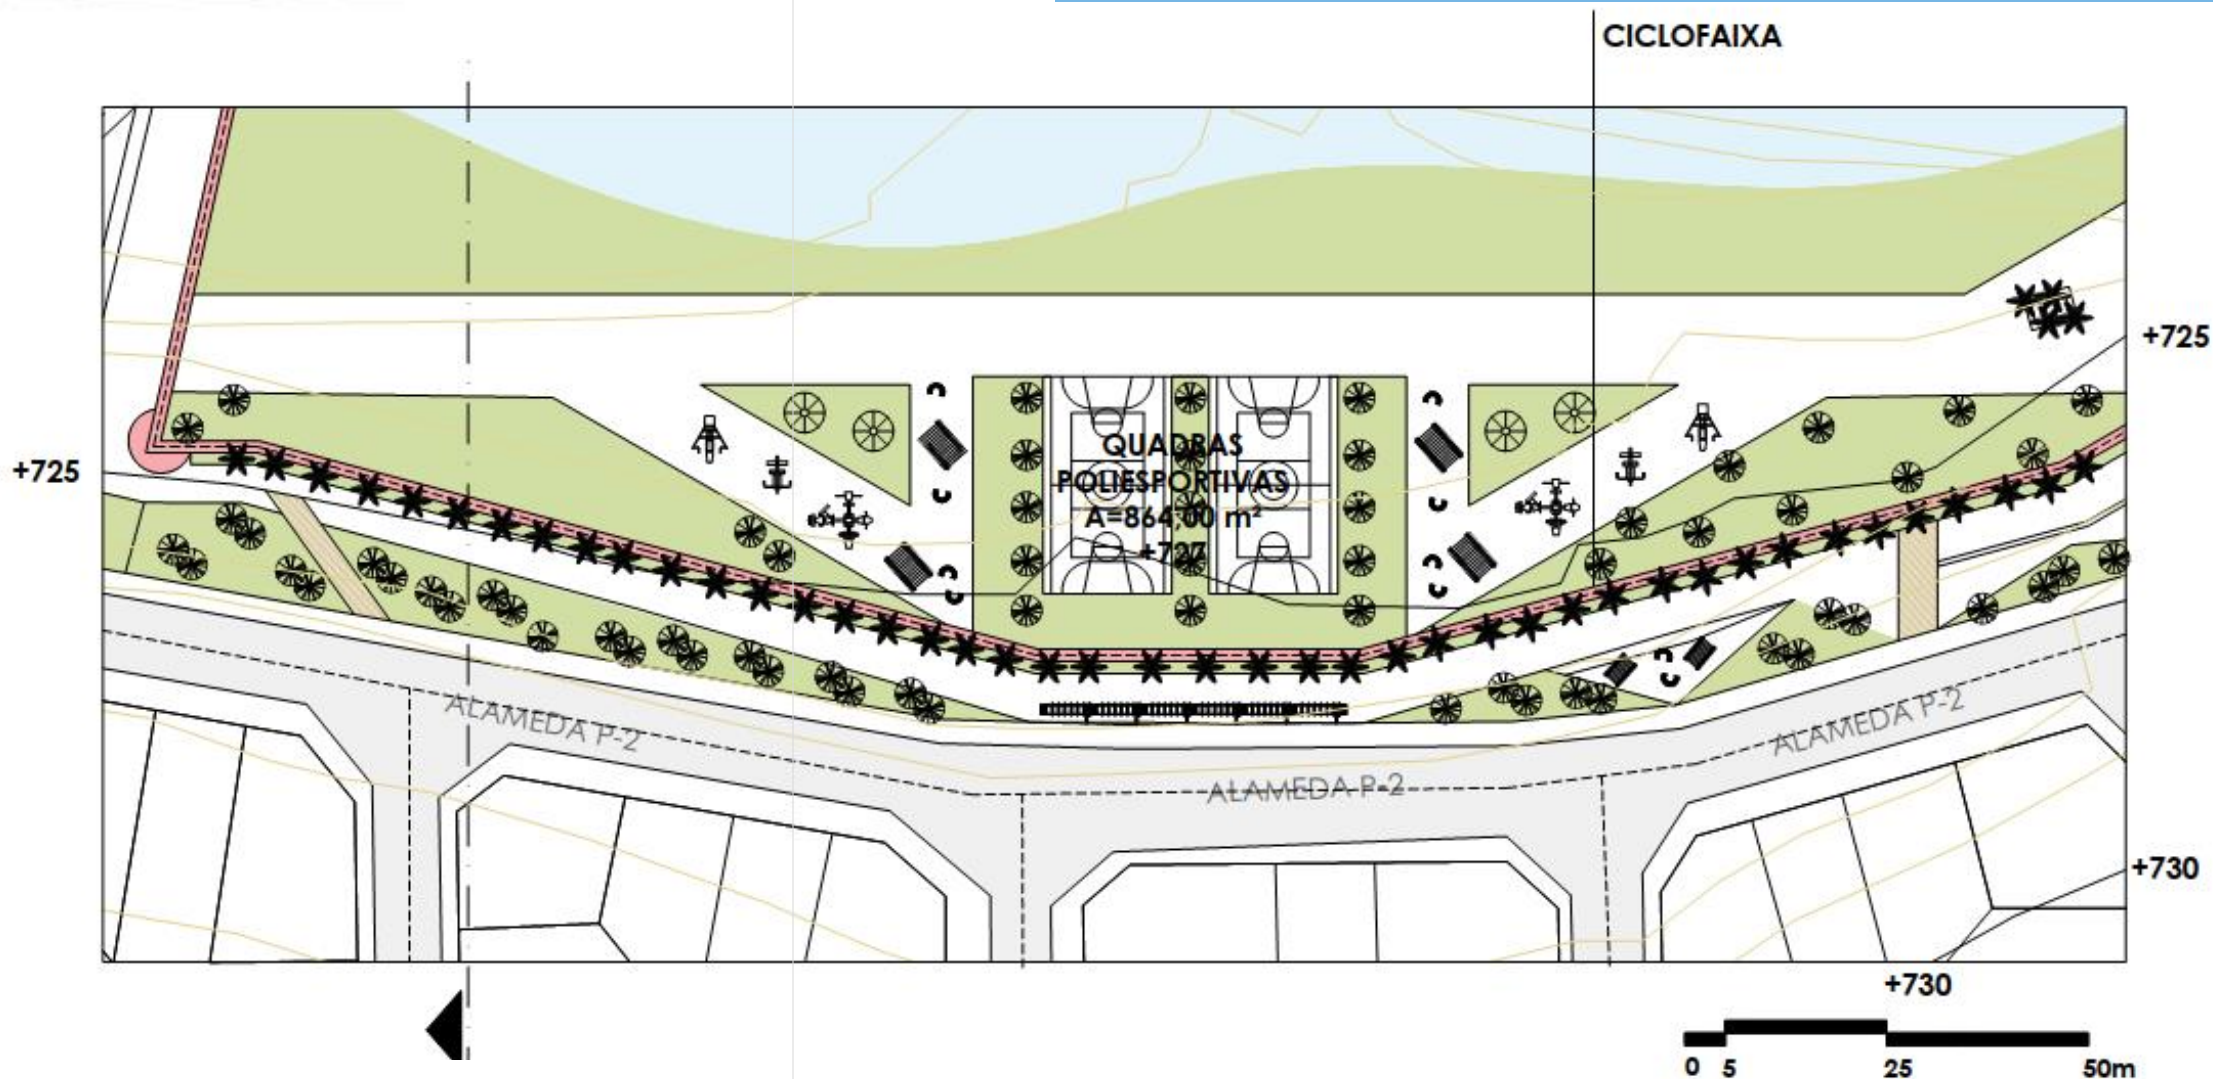 CICLOFAIXA
+725
+725
QUADRAS
POLIESPORTIVAS
A=864,00 m²
+727
ALAMEDA P-2
ALAMEDA P-2
ALAMEDA P-2
+730
+730
0 5 25 50m